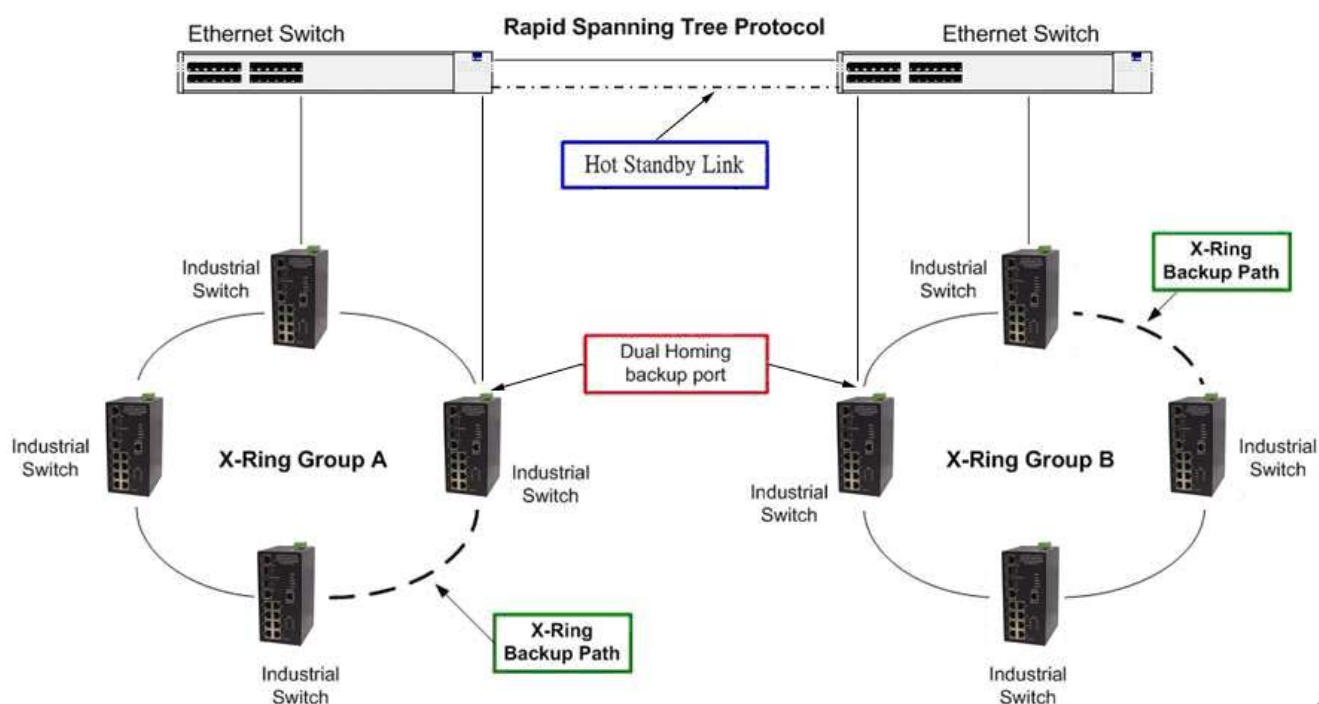 Rapid Spanning Tree Protocol
Ethernet Switch
Ethernet Switch
Hot Standby Link
Industrial
Switch
Industrial
Switch
X-Ring
Backup Path
Dual Homing
backup port
Industrial
Switch
X-Ring Group A
Industrial
Switch
Industrial
Switch
X-Ring Group B
Industrial
Switch
X-Ring
Backup Path
Industrial
Switch
Industrial
Switch